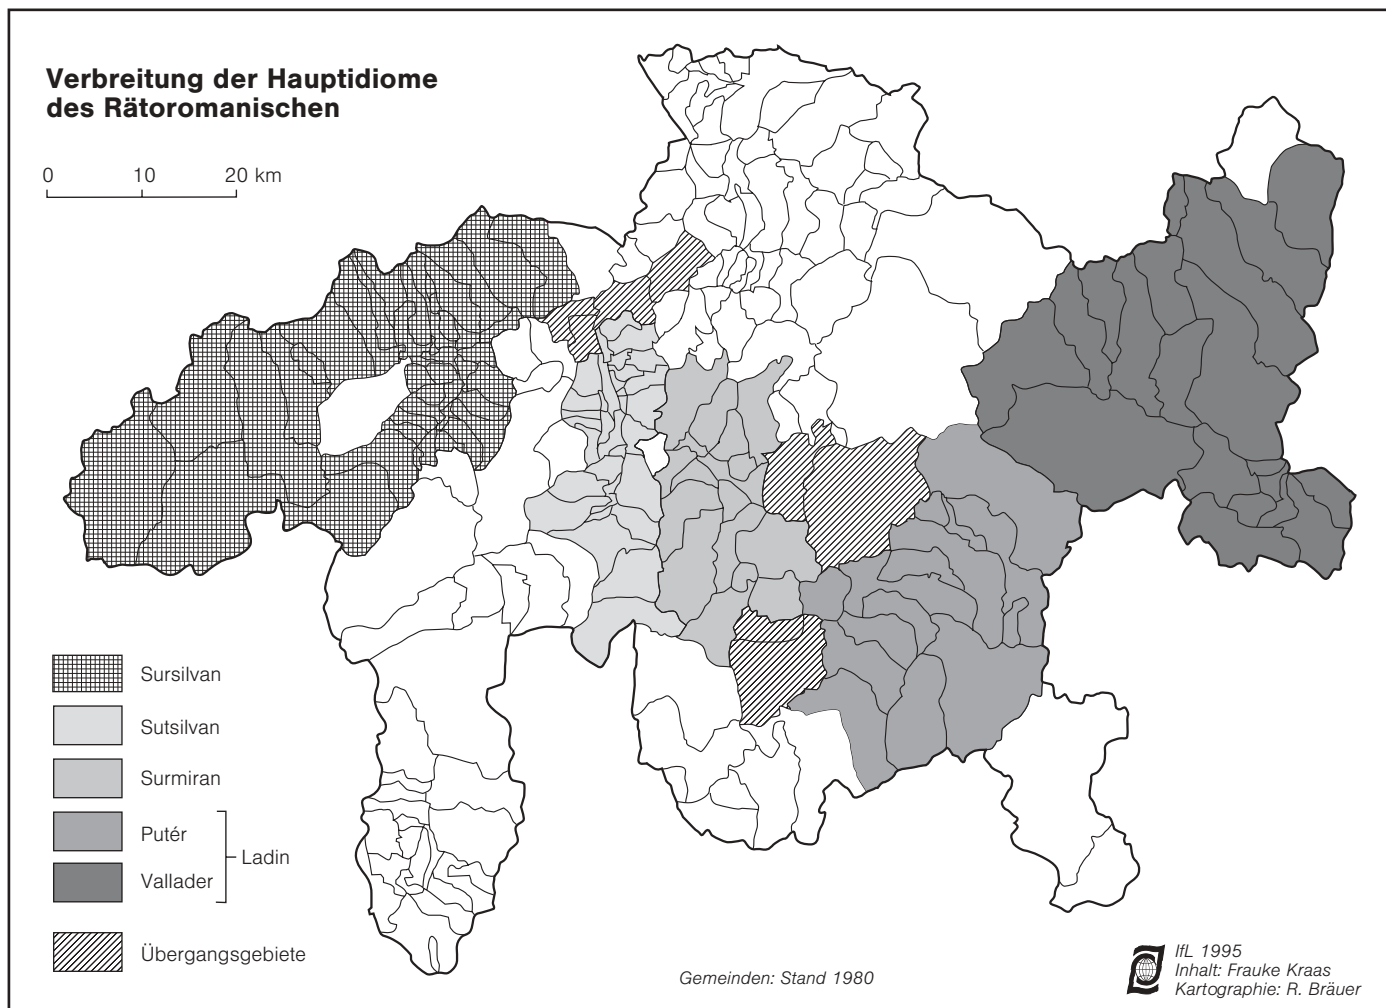 Verbreitung der Hauptidiome
des Rätoromanischen
0 10 20 km
Sursilvan
Sutsilvan
Surmiran
Putér
Ladin
Vallader
Übergangsgebiete
Gemeinden: Stand 1980
IfL 1995
Inhalt: Frauke Kraas
Kartographie: R. Bräuer